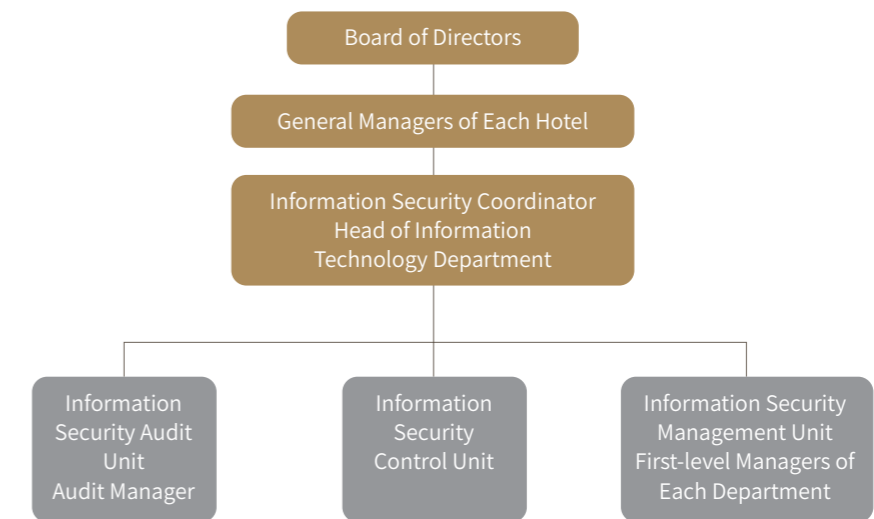 Board of Directors
General Managers of Each Hotel
Information Security Coordinator
Head of Information
Technology Department
Information
Security Audit
Unit
Audit Manager
Information
Security
Control Unit
Information Security
Management Unit
First-level Managers of
Each Department